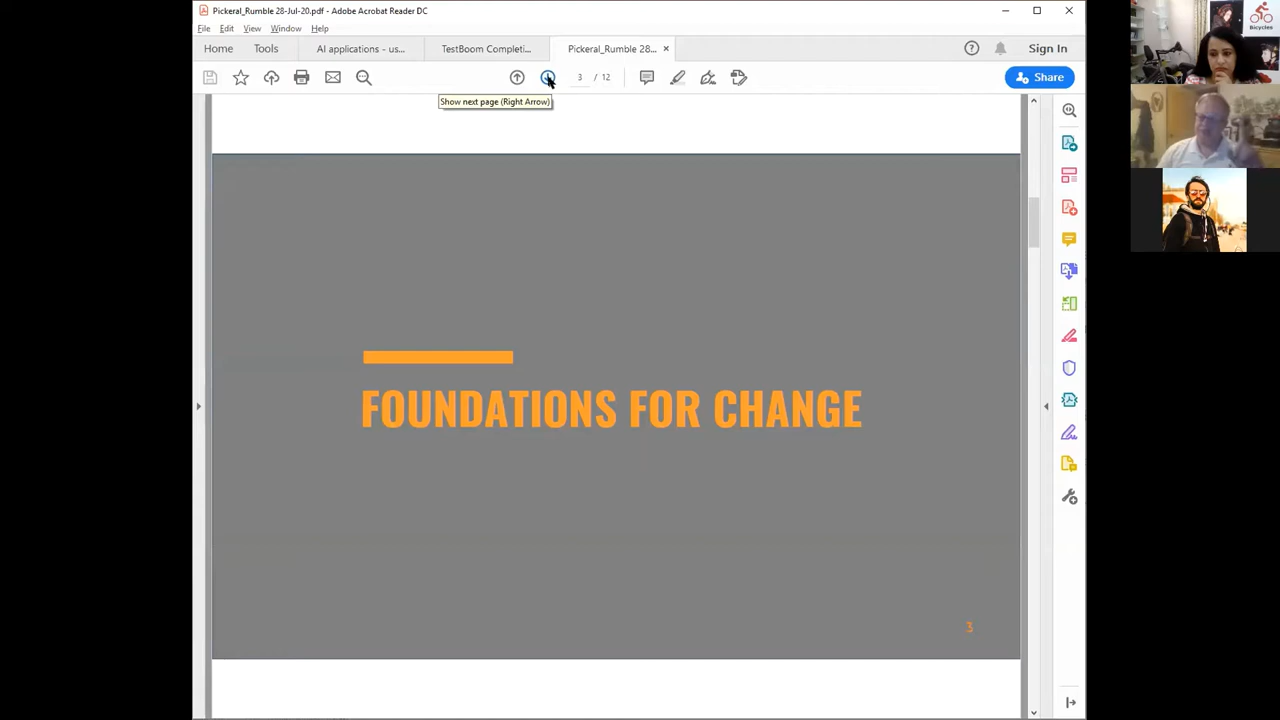 Pickeral_Rumble 28-Jul-20.pdf - Adobe Acrobat Reader DC
File Edit View Window Help
Home Tools AI applications - us... TestBoom Completi... Pickeral_Rumble 28... × Sign In
3 / 12 Share
Show next page (Right Arrow)
FOUNDATIONS FOR CHANGE
3
Bicycles